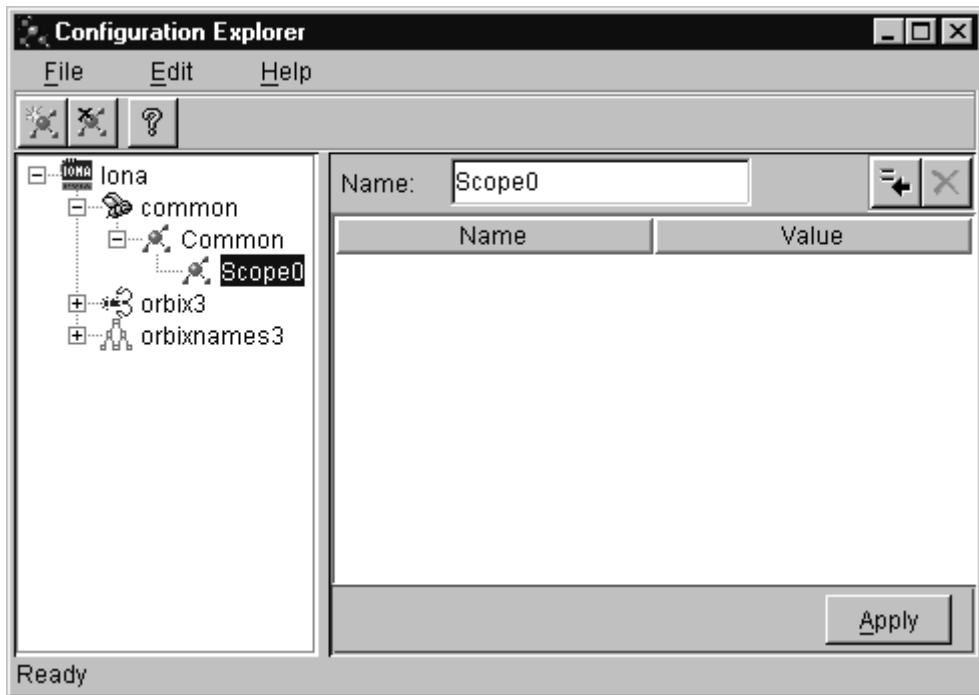 Configuration Explorer
File Edit Help
Iona
common
Common
Scope0
orbix3
orbixnames3
Name: Scope0
Name Value
Apply
Ready